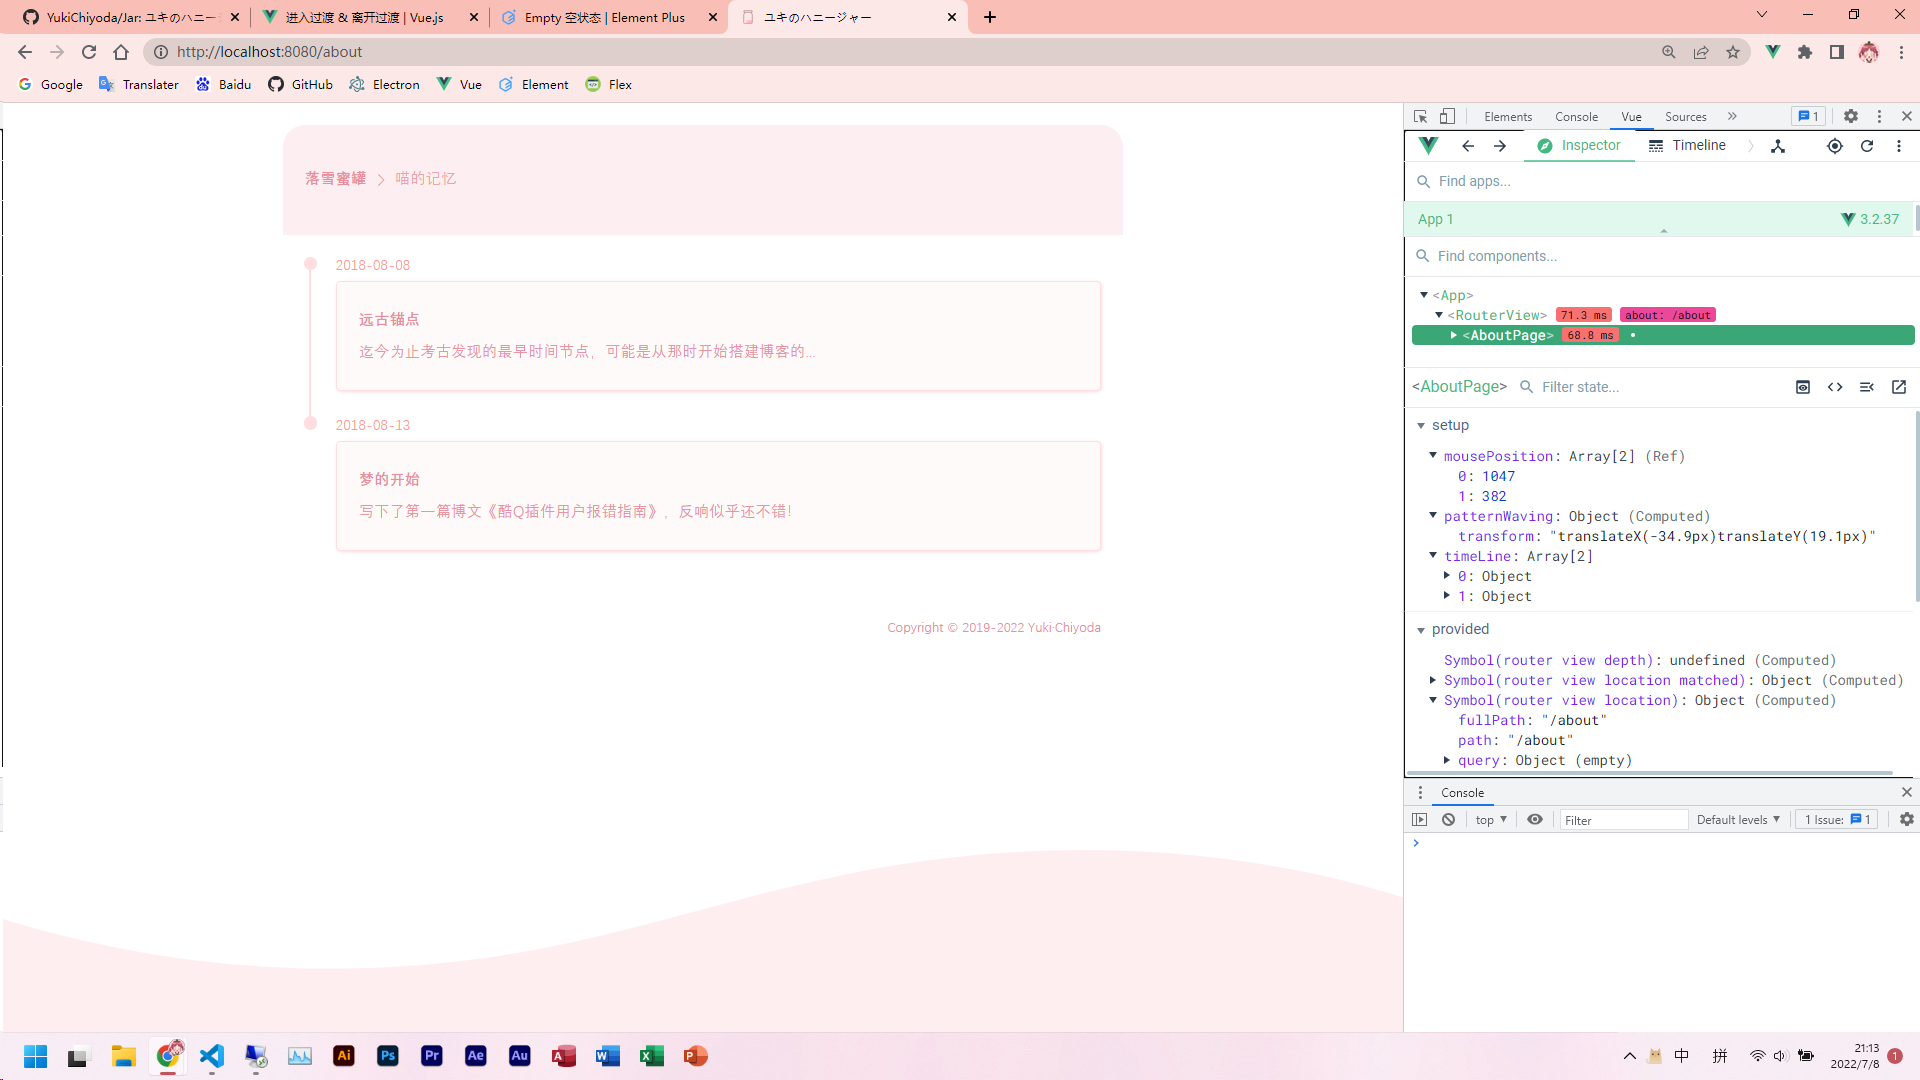 YukiChiyoda/Jar: ユキのハニー
进入过渡 & 离开过渡 | Vue.js
Empty 空状态 | Element Plus
ユキのハニージャー
http://localhost:8080/about
Google
Translater
Baidu
GitHub
Electron
Vue
Element
Flex
落雪蜜罐
喵的记忆
2018-08-08
远古锚点
迄今为止考古发现的最早时间节点，可能是从那时开始搭建博客的...
2018-08-13
梦的开始
写下了第一篇博文《酷Q插件用户报错指南》，反响似乎还不错！
Copyright © 2019-2022 Yuki·Chiyoda
Elements Console Vue Sources » 1
Inspector Timeline
Find apps...
App 1 3.2.37
Find components...
<App>
<RouterView> 71.3 ms about: /about
<AboutPage> 68.8 ms
<AboutPage> Filter state...
setup
mousePosition: Array[2] (Ref)
0: 1047
1: 382
patternWaving: Object (Computed)
transform: "translateX(-34.9px)translateY(19.1px)"
timeLine: Array[2]
0: Object
1: Object
provided
Symbol(router view depth): undefined (Computed)
Symbol(router view location matched): Object (Computed)
Symbol(router view location): Object (Computed)
fullPath: "/about"
path: "/about"
query: Object (empty)
Console
top Filter Default levels 1 Issue: 1
Ai Ps Pr Ae Au A W X P
中 拼 21:13 1
2022/7/8